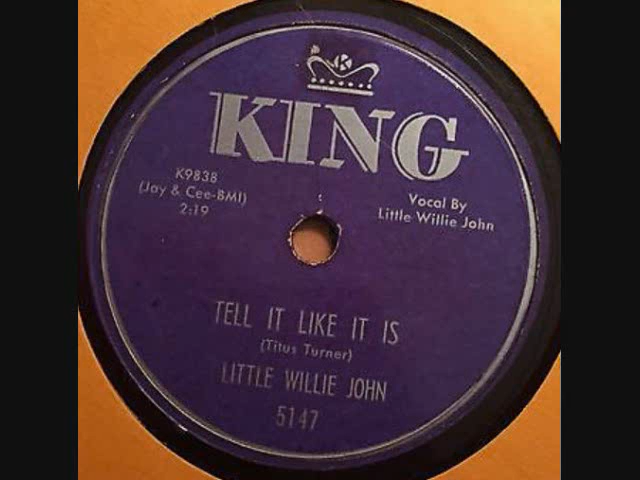 K
KING
K9838
(Jay & Cee-BMI)
2:19
Vocal By
Little Willie John
TELL IT LIKE IT IS
(Titus Turner)
LITTLE WILLIE JOHN
5147